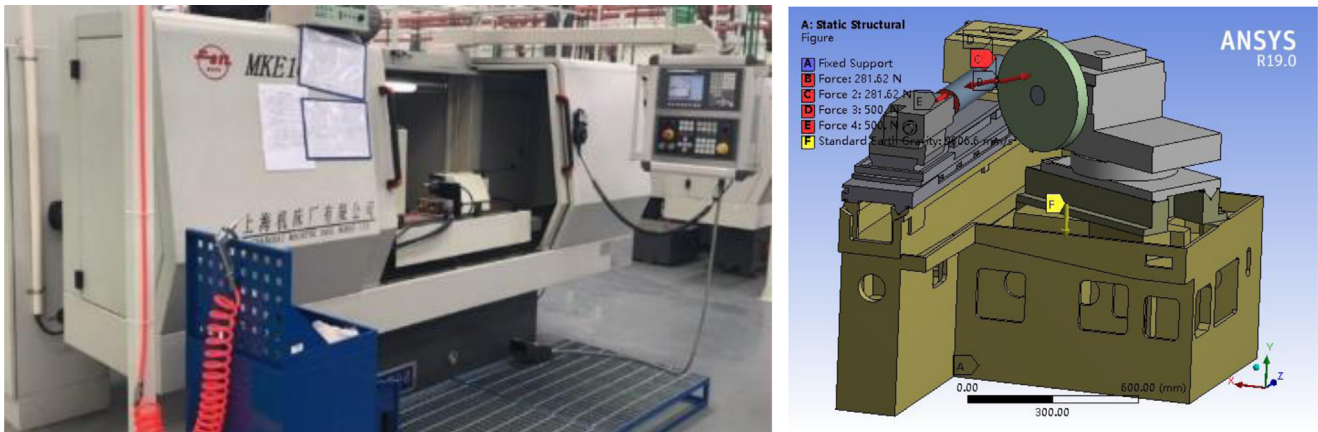 MKE1
上海机床厂有限公司
A: Static Structural
Figure
A Fixed Support
B Force: 281.62 N
C Force 2: 281.62 N
D Force 3: 500. N
E Force 4: 500. N
F Standard Earth Gravity: 9806.6 mm/s
ANSYS
R19.0
C
D
B
E
F
A
0.00
600.00 (mm)
300.00
Y
X
Z